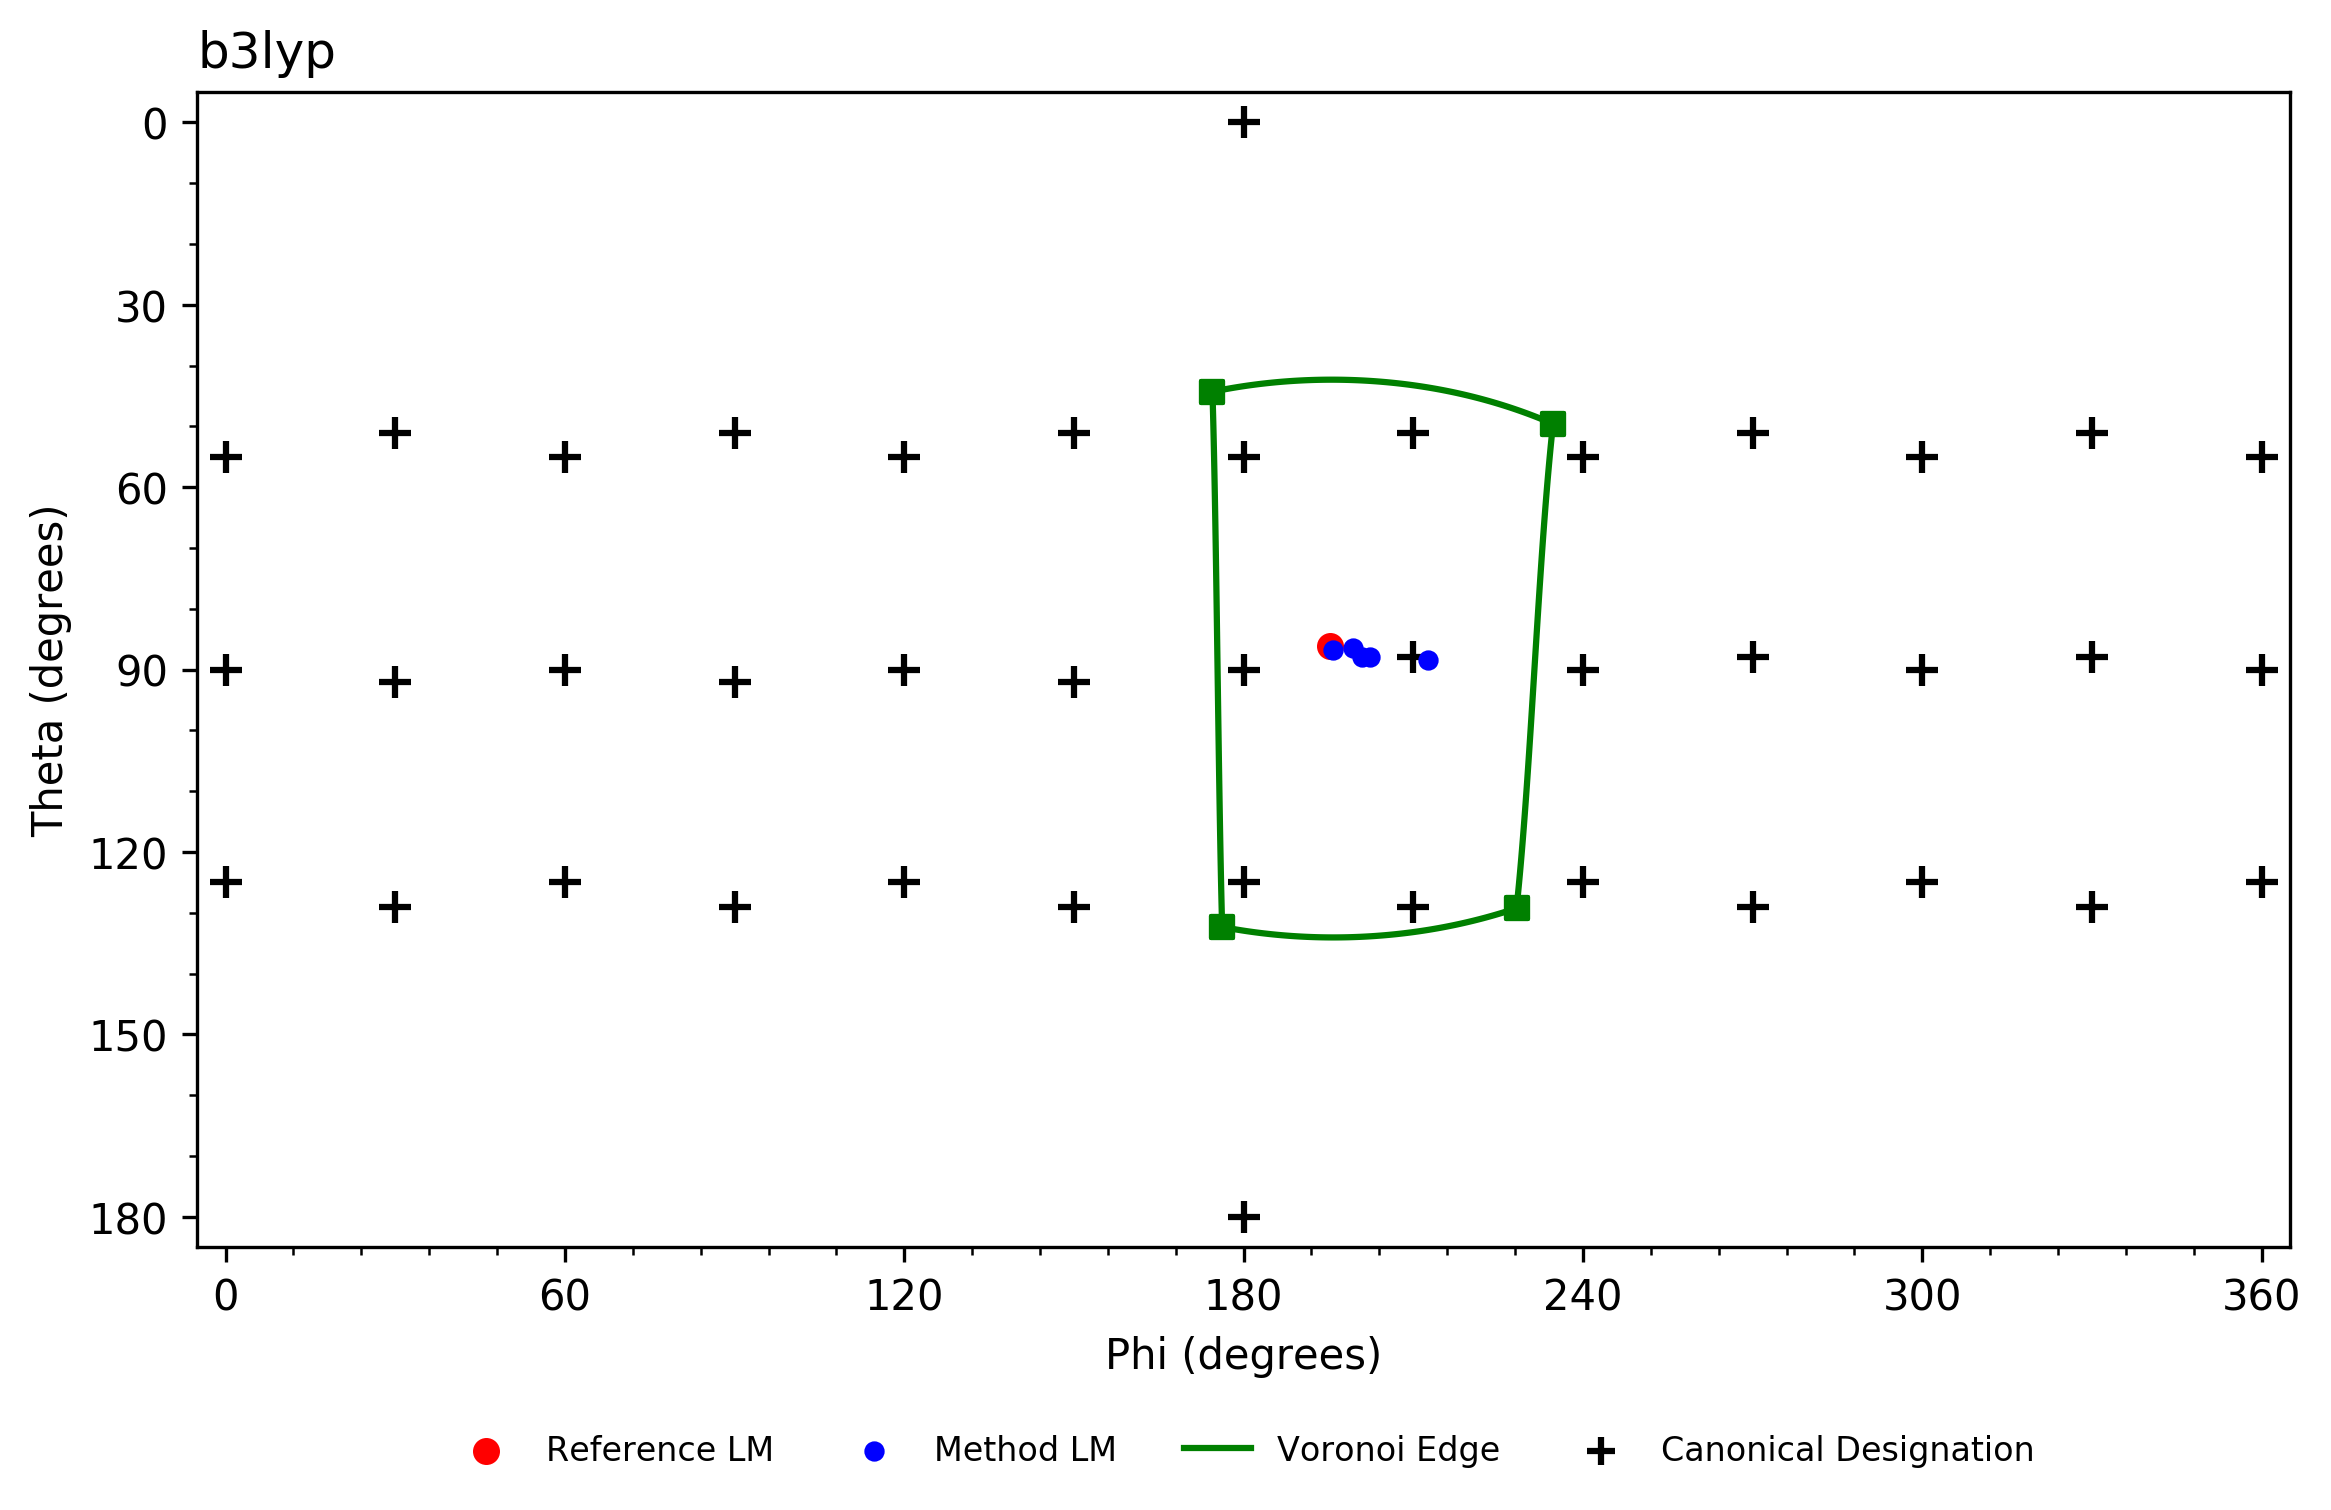 b3lyp
0
30
60
90
120
150
180
Theta (degrees)
0 60 120 180 240 300 360
Phi (degrees)
Reference LM Method LM Voronoi Edge Canonical Designation